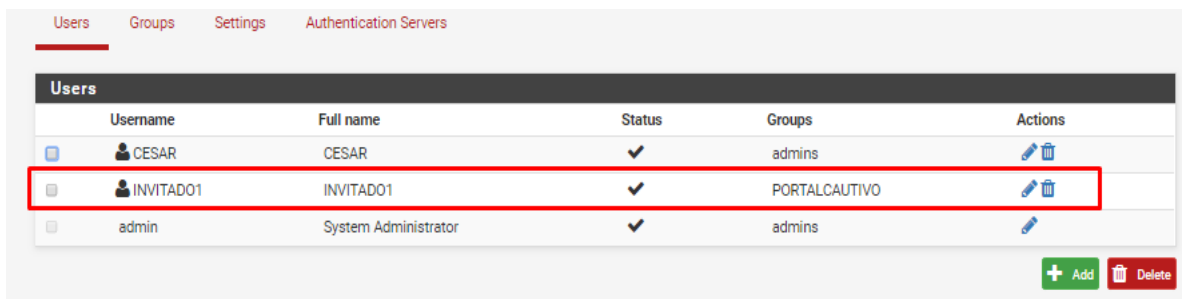 Users Groups Settings Authentication Servers
Users
Username Full name Status Groups Actions
CESAR CESAR admins
INVITADO1 INVITADO1 PORTALCAUTIVO
admin System Administrator admins
Add Delete